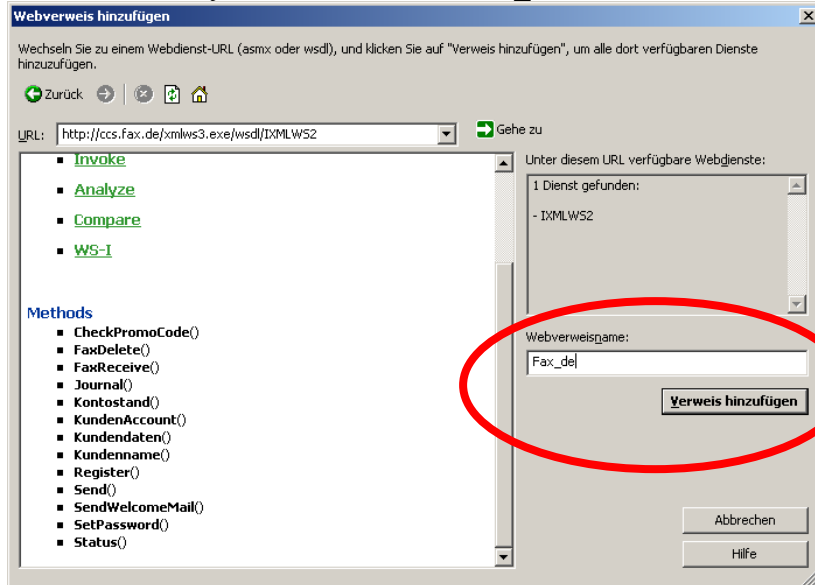 Webverweis hinzufügen
Wechseln Sie zu einem Webdienst-URL (asmx oder wsdl), und klicken Sie auf "Verweis hinzufügen", um alle dort verfügbaren Dienste
hinzuzufügen.
Zurück
URL: http://ccs.fax.de/xmlws3.exe/wsdl/IXMLWS2
Gehe zu
Invoke
Analyze
Compare
WS-I
Methods
CheckPromoCode()
FaxDelete()
FaxReceive()
Journal()
Kontostand()
KundenAccount()
Kundendaten()
Kundenname()
Register()
Send()
SendWelcomeMail()
SetPassword()
Status()
Unter diesem URL verfügbare Webdienste:
1 Dienst gefunden:
- IXMLWS2
Webverweisname:
Fax_de
Verweis hinzufügen
Abbrechen
Hilfe